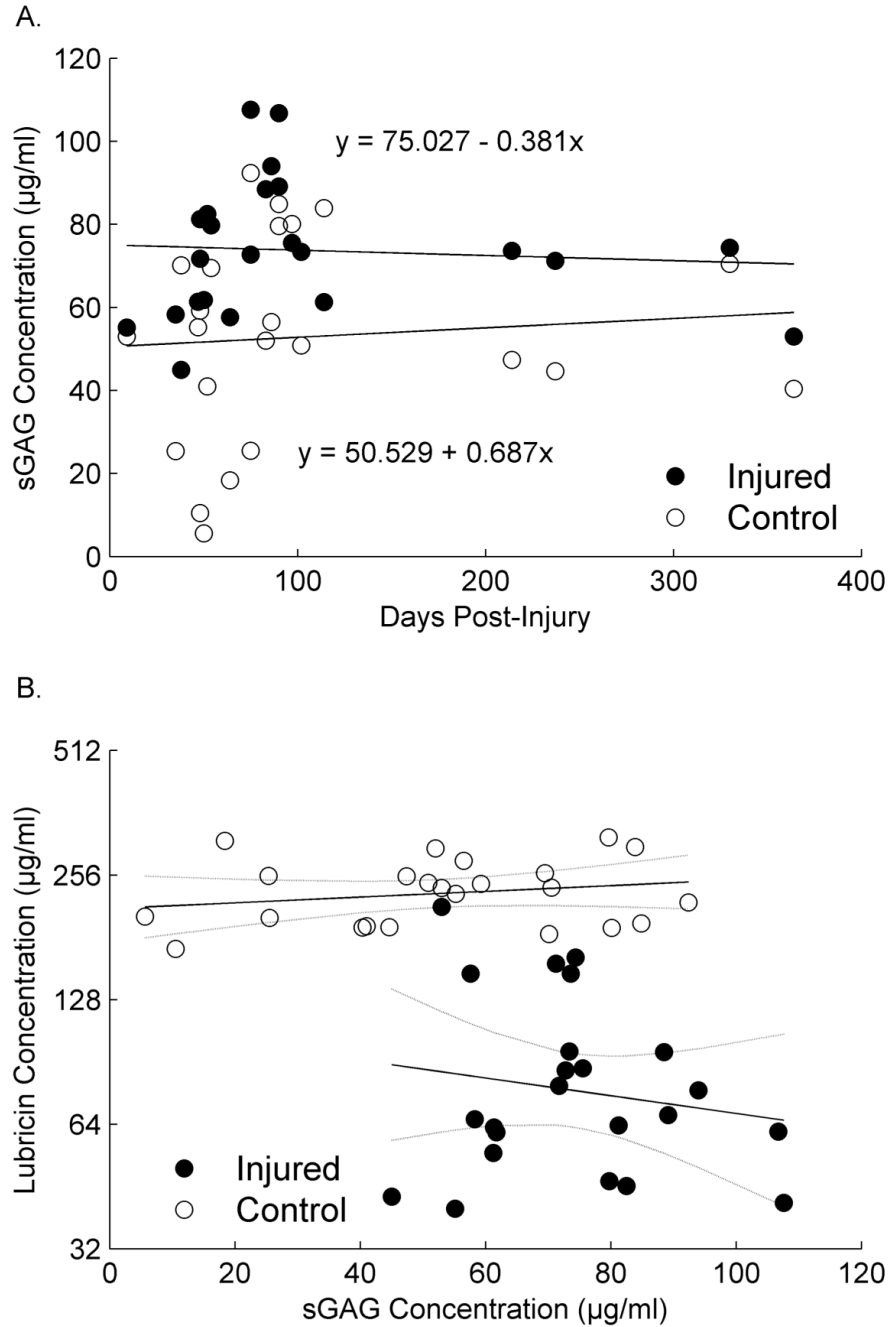 A.
120
100
80
60
40
20
0
sGAG Concentration (µg/ml)
y = 75.027 - 0.381x
y = 50.529 + 0.687x
Injured
Control
0 100 200 300 400
Days Post-Injury
B.
512
256
128
64
32
Lubricin Concentration (µg/ml)
Injured
Control
0 20 40 60 80 100 120
sGAG Concentration (µg/ml)